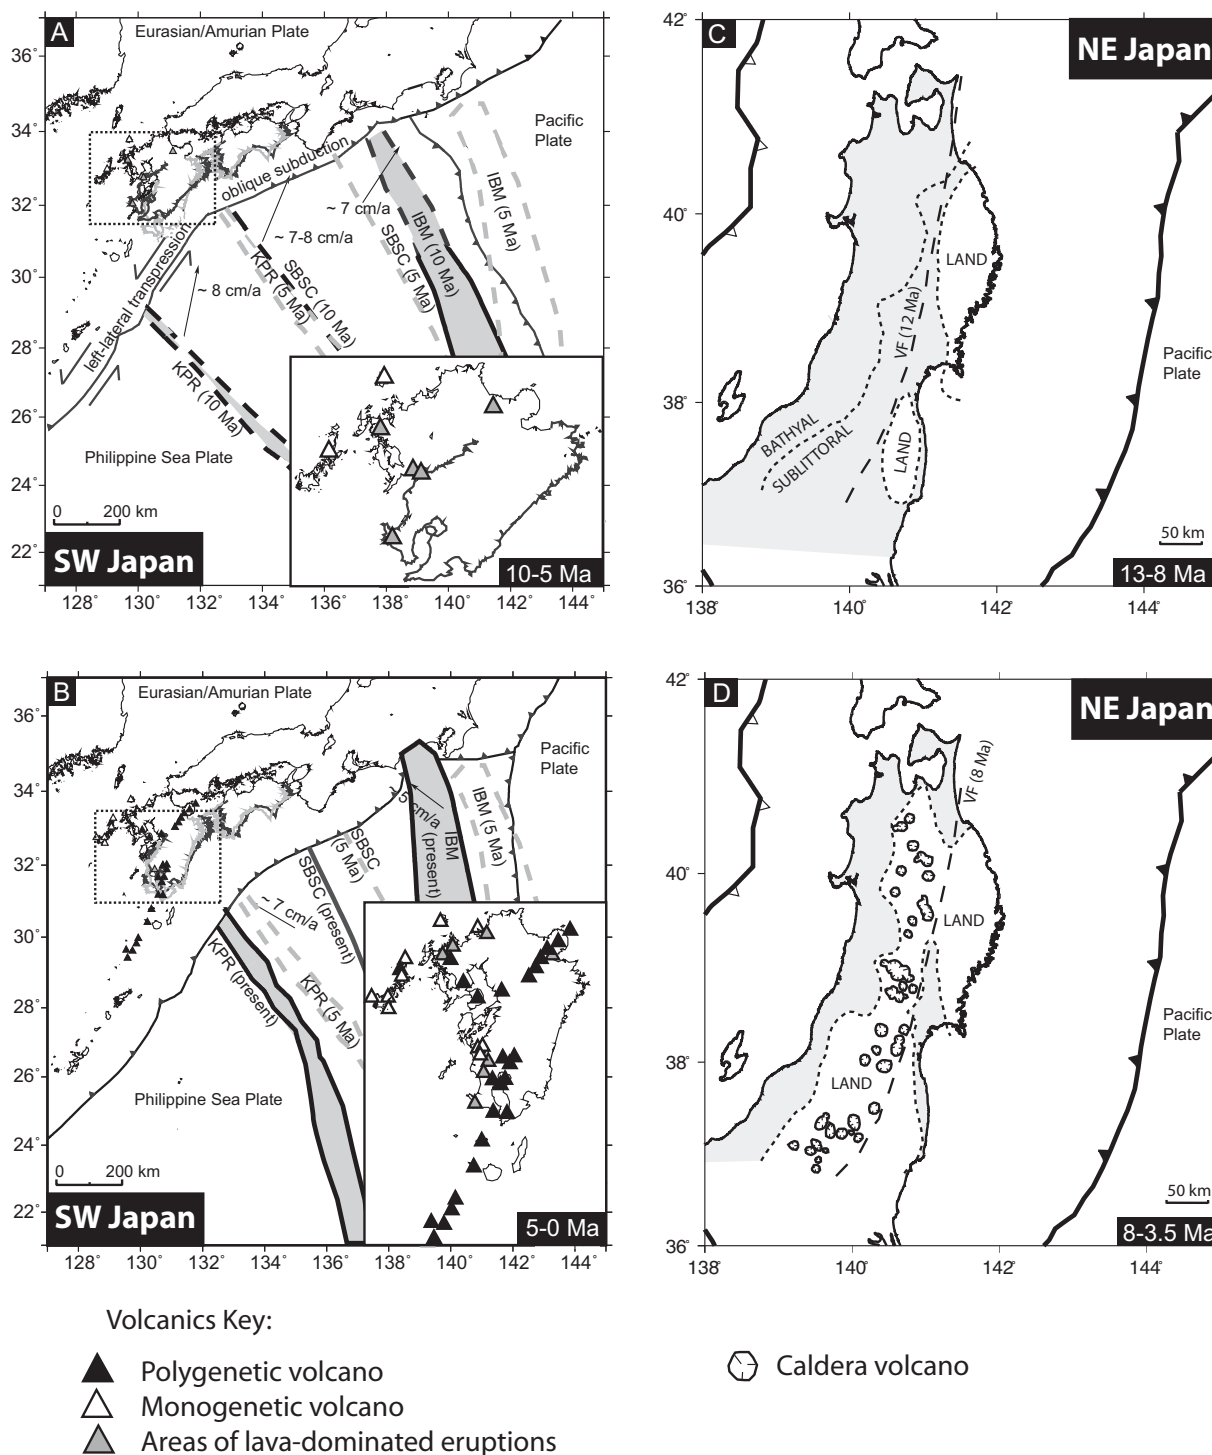 A
Eurasian/Amurian Plate
Pacific
Plate
oblique subduction
left-lateral transpression
~ 7 cm/a
~ 7-8 cm/a
~ 8 cm/a
IBM (5 Ma)
IBM (10 Ma)
SBSC (5 Ma)
SBSC (10 Ma)
KPR (5 Ma)
KPR (10 Ma)
Philippine Sea Plate
0 200 km
SW Japan
10-5 Ma
36°
34°
32°
30°
28°
26°
24°
22°
128° 130° 132° 134° 136° 138° 140° 142° 144°
C
NE Japan
LAND
VF (12 Ma)
BATHYAL
SUBLITTORAL
LAND
Pacific
Plate
50 km
13-8 Ma
42°
40°
38°
36°
138° 140° 142° 144°
B
Eurasian/Amurian Plate
Pacific
Plate
5 cm/a
IBM
(present)
IBM (5 Ma)
SBSC
(5 Ma)
SBSC (present)
~ 7 cm/a
KPR (5 Ma)
KPR (present)
Philippine Sea Plate
0 200 km
SW Japan
5-0 Ma
36°
34°
32°
30°
28°
26°
24°
22°
128° 130° 132° 134° 136° 138° 140° 142° 144°
D
NE Japan
VF (8 Ma)
LAND
LAND
Pacific
Plate
50 km
8-3.5 Ma
42°
40°
38°
36°
138° 140° 142° 144°
Volcanics Key:
Polygenetic volcano
Monogenetic volcano
Areas of lava-dominated eruptions
Caldera volcano